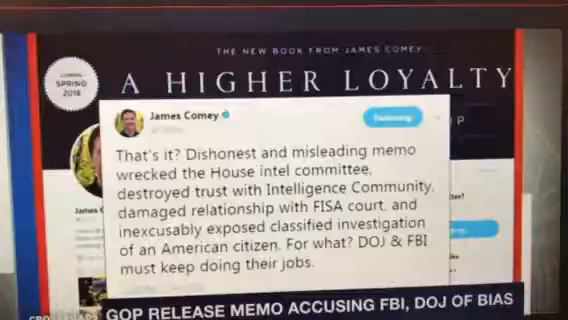 THE NEW BOOK FROM JAMES COMEY
COMING
SPRING
2018
A HIGHER LOYALTY
James Comey
Following
That's it? Dishonest and misleading memo
wrecked the House intel committee,
destroyed trust with Intelligence Community,
damaged relationship with FISA court, and
inexcusably exposed classified investigation
of an American citizen. For what? DOJ & FBI
must keep doing their jobs.
James
GOP RELEASE MEMO ACCUSING FBI, DOJ OF BIAS